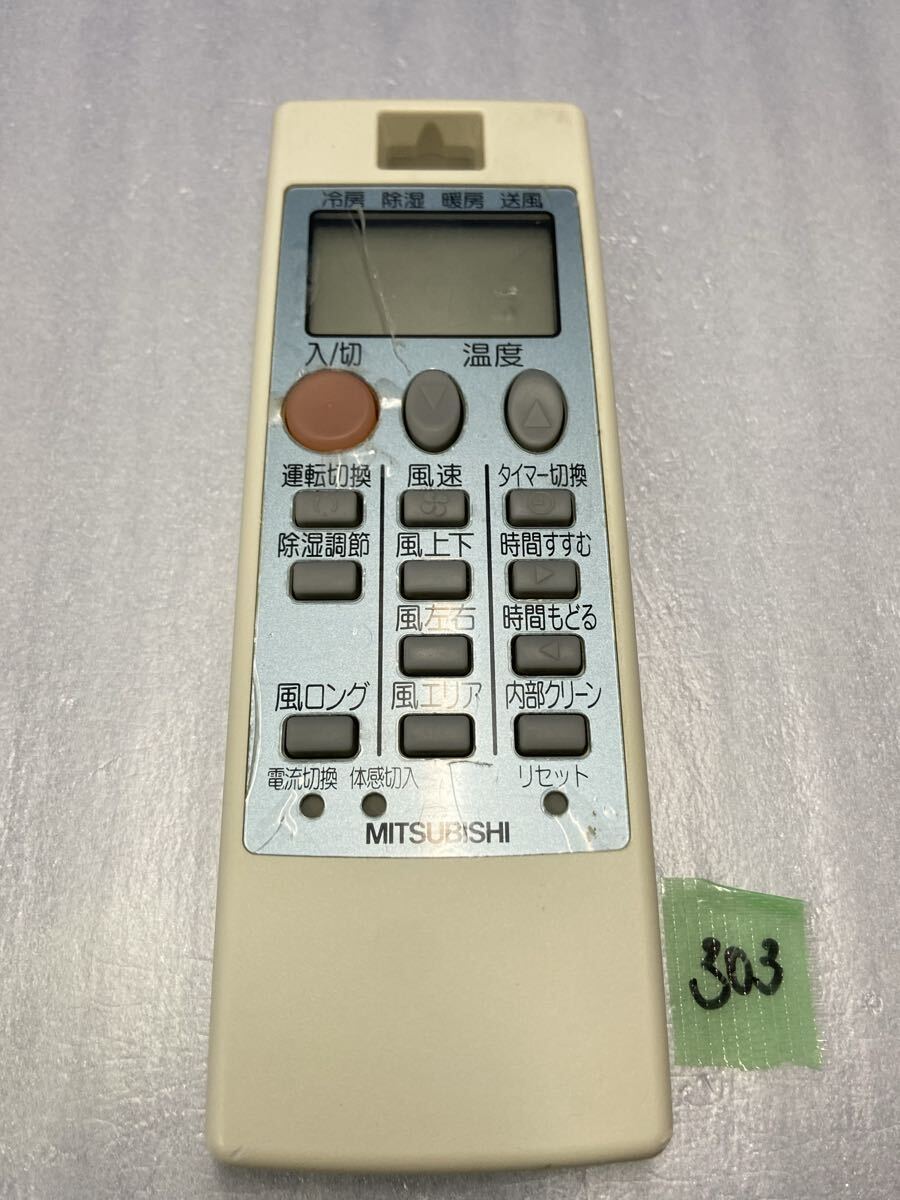 冷房 除湿 暖房 送風
入/切 温度
運転切換 風速 タイマー切換
除湿調節 風上下 時間すすむ
風左右 時間もどる
風ロング 風エリア 内部クリーン
電流切換 体感切入 リセット
MITSUBISHI
303